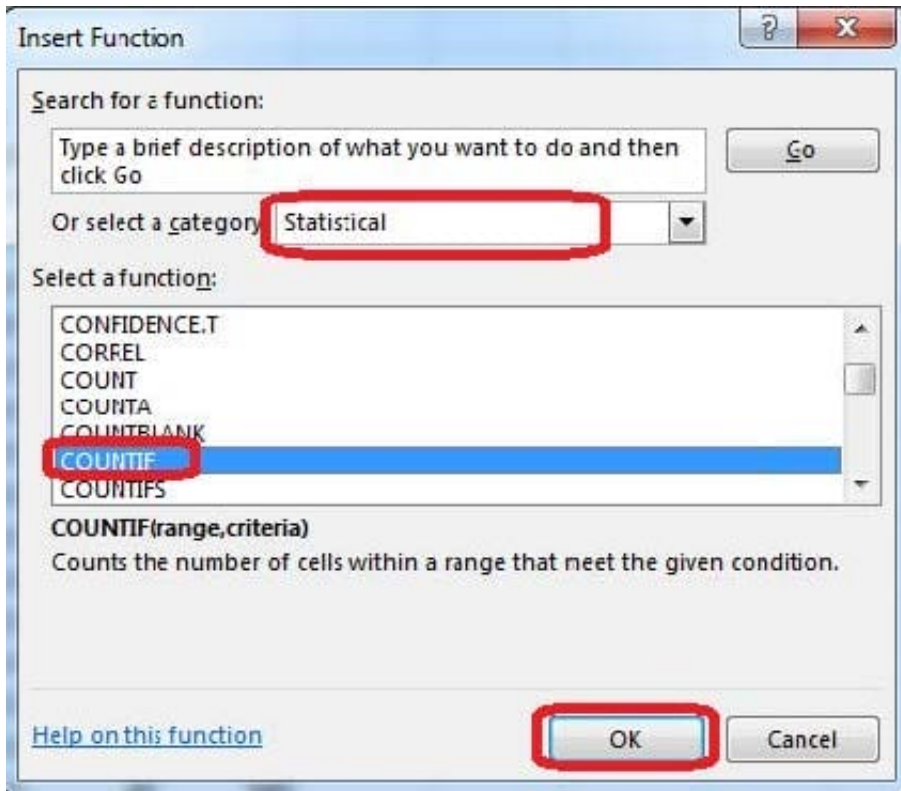 Insert Function
Search for a function:
Type a brief description of what you want to do and then
click Go
Go
Or select a category
Statistical
Select a function:
CONFIDENCE.T
CORREL
COUNT
COUNTA
COUNTBLANK
COUNTIF
COUNTIFS
COUNTIF(range,criteria)
Counts the number of cells within a range that meet the given condition.
Help on this function
OK
Cancel